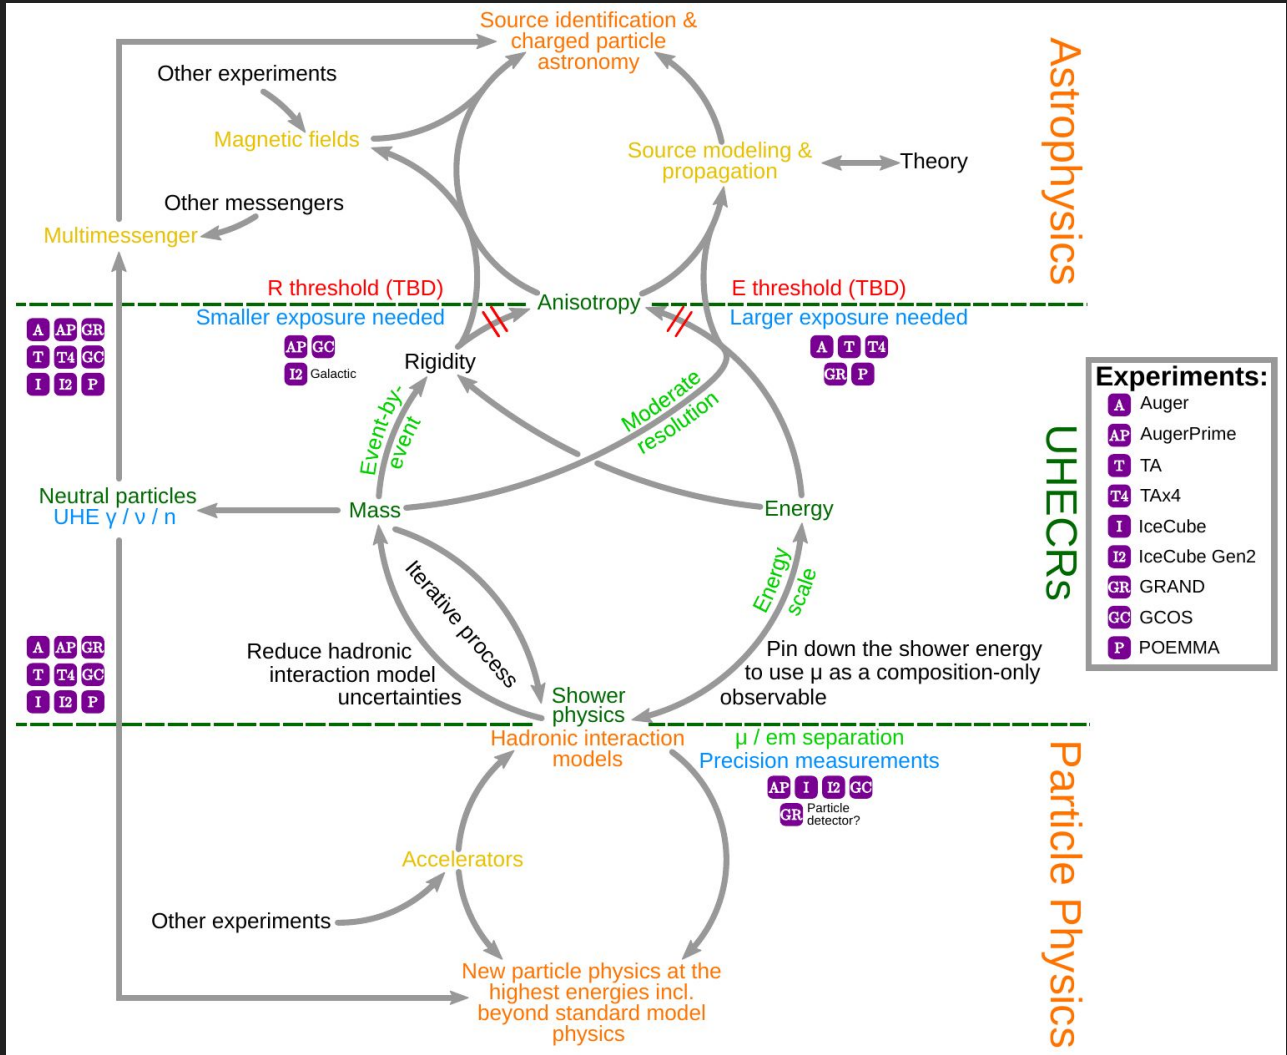 Source identification &
charged particle
astronomy
Astrophysics
Other experiments
Magnetic fields
Source modeling &
propagation
Theory
Other messengers
Multimessenger
R threshold (TBD)
Anisotropy
E threshold (TBD)
Smaller exposure needed
Larger exposure needed
A AP GR
T T4 GC
I I2 P
AP GC
I2 Galactic
A T T4
GR P
Rigidity
Event-by-
event
Moderate
resolution
Experiments:
A Auger
AP AugerPrime
T TA
T4 TAx4
I IceCube
I2 IceCube Gen2
GR GRAND
GC GCOS
P POEMMA
UHECRs
Neutral particles
UHE γ / ν / n
Mass
Energy
Iterative process
Energy
scale
Reduce hadronic
interaction model
uncertainties
Pin down the shower energy
to use μ as a composition-only
observable
A AP GR
T T4 GC
I I2 P
Shower
physics
Hadronic interaction
models
μ / em separation
Precision measurements
AP I I2 GC
GR Particle
detector?
Particle Physics
Accelerators
Other experiments
New particle physics at the
highest energies incl.
beyond standard model
physics